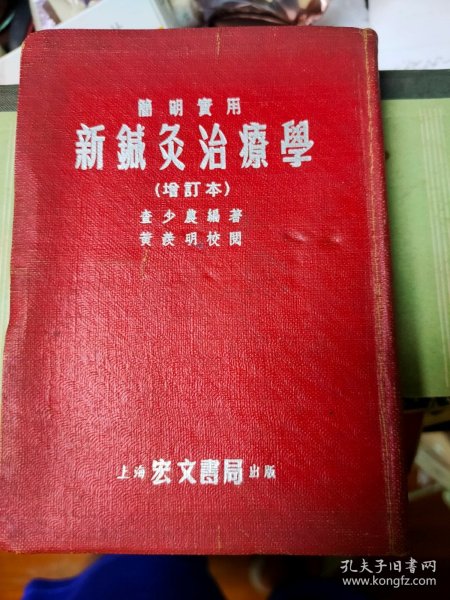 簡明實用
新鍼灸治療學
(增訂本)
查少農編著
黃羨明校閱
上海宏文書局出版
孔夫子旧书网
www.kongfz.com